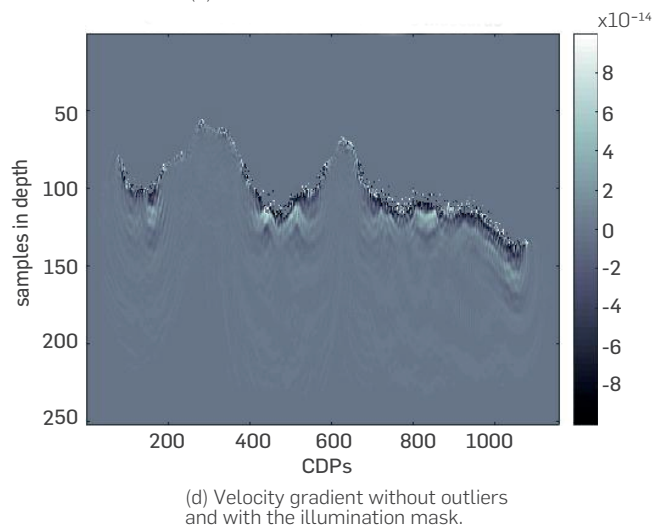 x10⁻¹⁴
50
100
150
200
250
samples in depth
200 400 600 800 1000
CDPs
8
6
4
2
0
-2
-4
-6
-8
(d) Velocity gradient without outliers
and with the illumination mask.